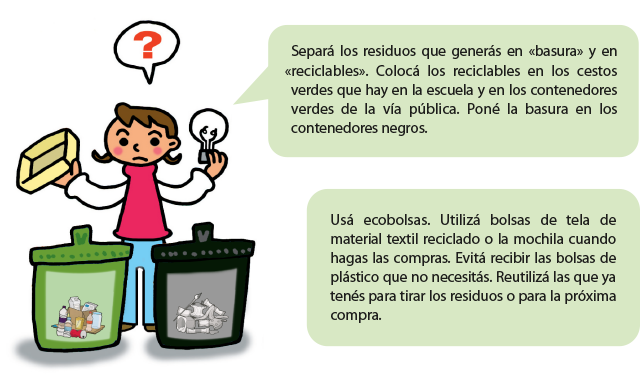 ?
Separá los residuos que generás en «basura» y en
«reciclables». Colocá los reciclables en los cestos
verdes que hay en la escuela y en los contenedores
verdes de la vía pública. Poné la basura en los
contenedores negros.
Usá ecobolsas. Utilizá bolsas de tela de
material textil reciclado o la mochila cuando
hagas las compras. Evitá recibir las bolsas de
plástico que no necesitás. Reutilizá las que ya
tenés para tirar los residuos o para la próxima
compra.